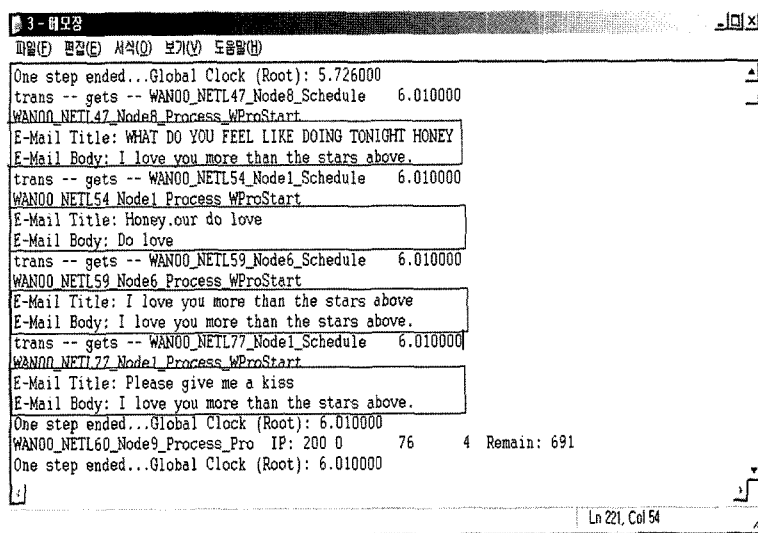 3 - 메모장
파일(F) 편집(E) 서식(O) 보기(V) 도움말(H)
One step ended...Global Clock (Root): 5.726000
trans -- gets -- WAN00_NETL47_Node8_Schedule 6.010000
WAN00_NETL47_Node8_Process_WProStart
E-Mail Title: WHAT DO YOU FEEL LIKE DOING TONIGHT HONEY
E-Mail Body: I love you more than the stars above.
trans -- gets -- WAN00_NETL54_Node1_Schedule 6.010000
WAN00_NETL54_Node1_Process_WProStart
E-Mail Title: Honey.our do love
E-Mail Body: Do love
trans -- gets -- WAN00_NETL59_Node6_Schedule 6.010000
WAN00_NETL59_Node6_Process_WProStart
E-Mail Title: I love you more than the stars above
E-Mail Body: I love you more than the stars above.
trans -- gets -- WAN00_NETL77_Node1_Schedule 6.010000
WAN00_NETL77_Node1_Process_WProStart
E-Mail Title: Please give me a kiss
E-Mail Body: I love you more than the stars above.
One step ended...Global Clock (Root): 6.010000
WAN00_NETL60_Node9_Process_Pro IP: 200 0 76 4 Remain: 691
One step ended...Global Clock (Root): 6.010000
Ln 221, Col 54